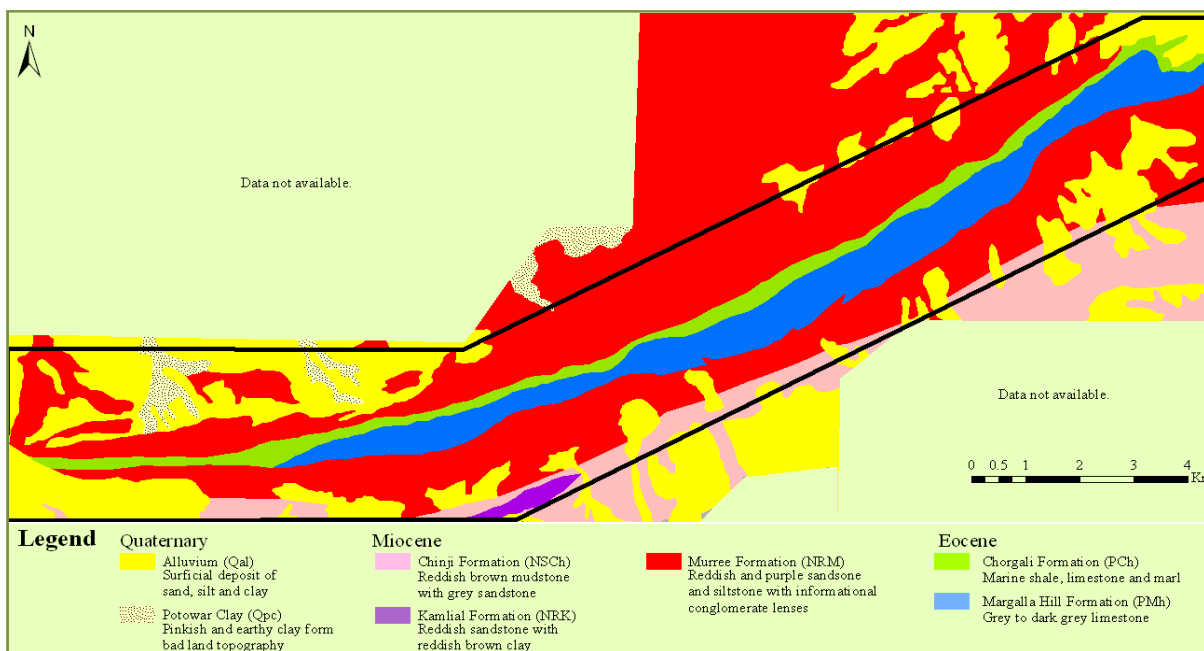 N
Data not available.
Data not available.
0 0.5 1 2 3 4
Km
Legend
Quaternary
Alluvium (Qal)
Surficial deposit of
sand, silt and clay
Potowar Clay (Qpc)
Pinkish and earthy clay form
bad land topography
Miocene
Chinji Formation (NSCh)
Reddish brown mudstone
with grey sandstone
Kamlial Formation (NRK)
Reddish sandstone with
reddish brown clay
Murree Formation (NRM)
Reddish and purple sandsone
and siltstone with informational
conglomerate lenses
Eocene
Chorgali Formation (PCh)
Marine shale, limestone and marl
Margalla Hill Formation (PMh)
Grey to dark grey limestone